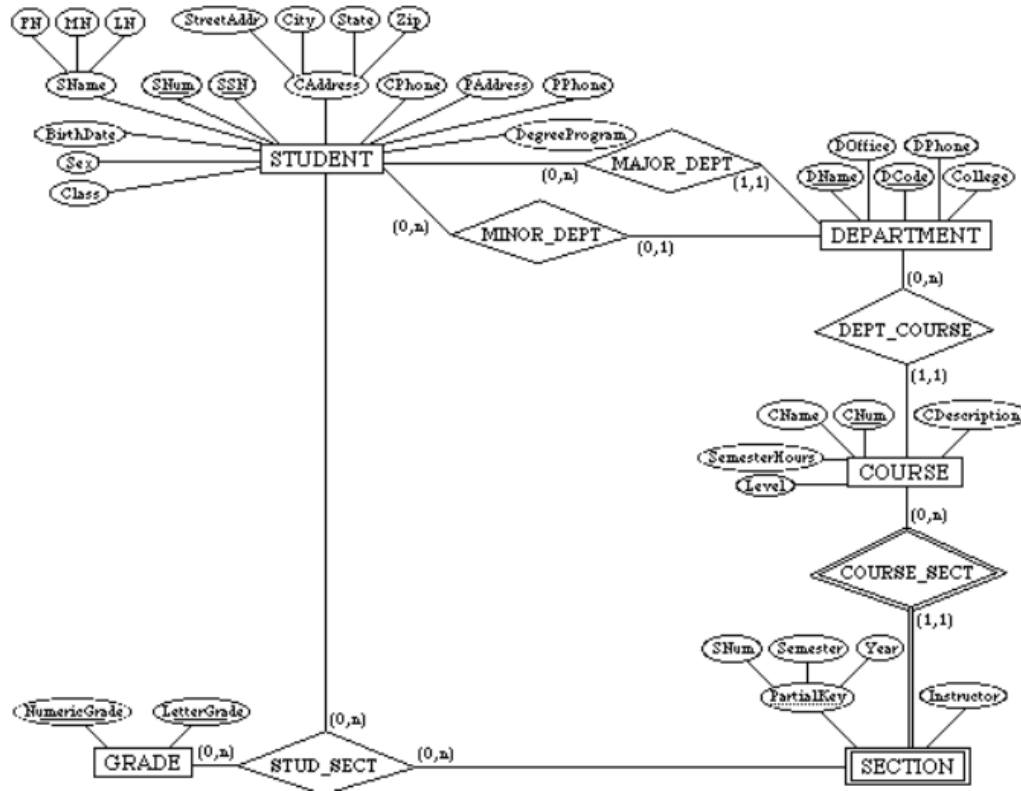 FN MN LN StreetAddr City State Zip
SName SNum SSN CAddress CPhone PAddress PPhone
BirthDate DegreeProgram
STUDENT
Sex MAJOR_DEPT
(0,n) (1,1)
Class
DOffice DPhone
DName DCode College
(0,n) MINOR_DEPT (0,1) DEPARTMENT
(0,n)
DEPT_COURSE
(1,1)
CName CNum CDescription
SemesterHours
COURSE
Level
(0,n)
COURSE_SECT
(1,1)
SNum Semester Year
PartialKey Instructor
NumericGrade LetterGrade
(0,n)
(0,n) (0,n)
GRADE STUD_SECT SECTION